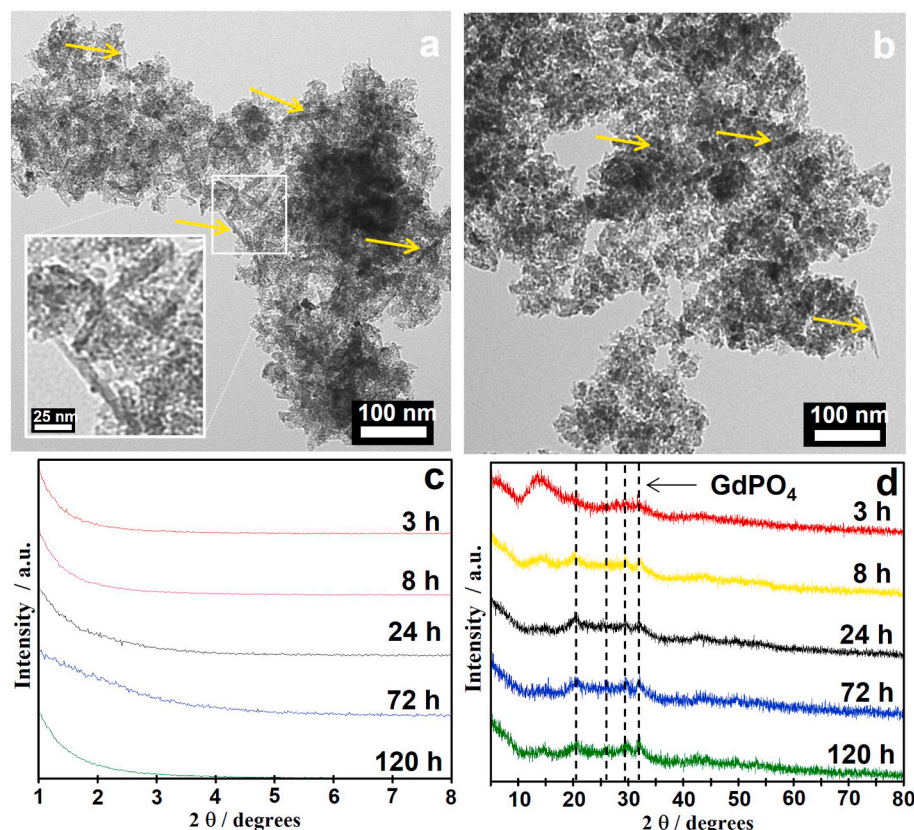 a
25 nm
100 nm
b
100 nm
c
3 h
8 h
24 h
72 h
120 h
Intensity / a.u.
1 2 3 4 5 6 7 8
2 θ / degrees
d
GdPO₄
3 h
8 h
24 h
72 h
120 h
Intensity / a.u.
10 20 30 40 50 60 70 80
2 θ / degrees